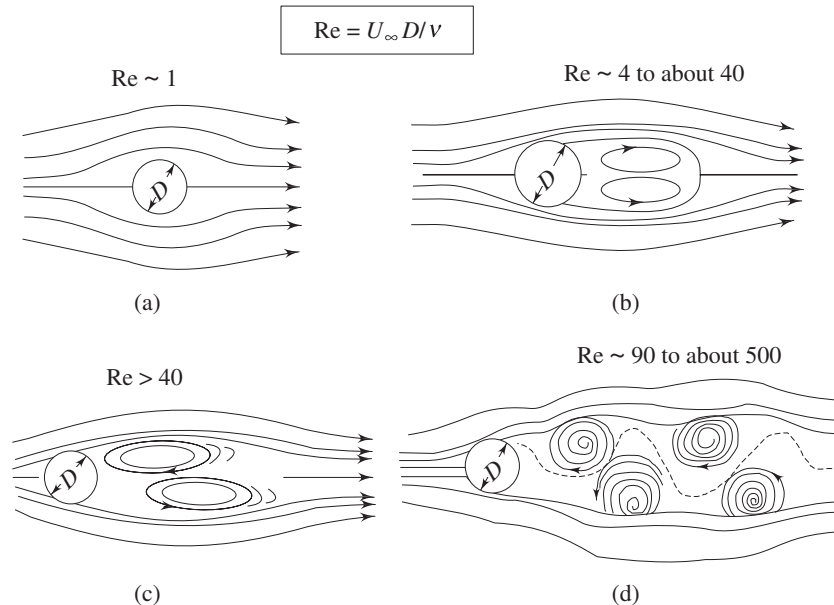 Re = U∞ D/ν
Re ~ 1
Re ~ 4 to about 40
D
D
(a)
(b)
Re > 40
Re ~ 90 to about 500
D
D
(c)
(d)